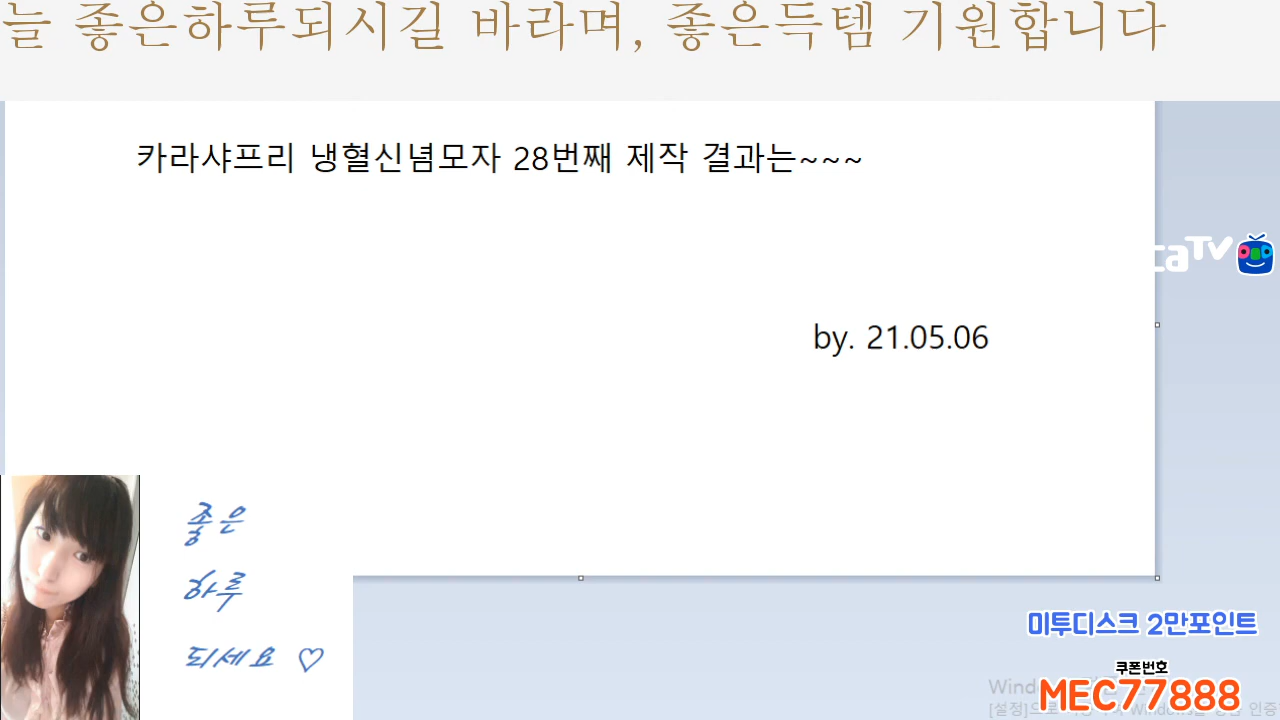 늘 좋은하루되시길 바라며, 좋은득템 기원합니다
카라샤프리 냉혈신념모자 28번째 제작 결과는~~~
caTV
by. 21.05.06
좋은
하루
되세요 ♡
미투디스크 2만포인트
쿠폰번호
MEC77888